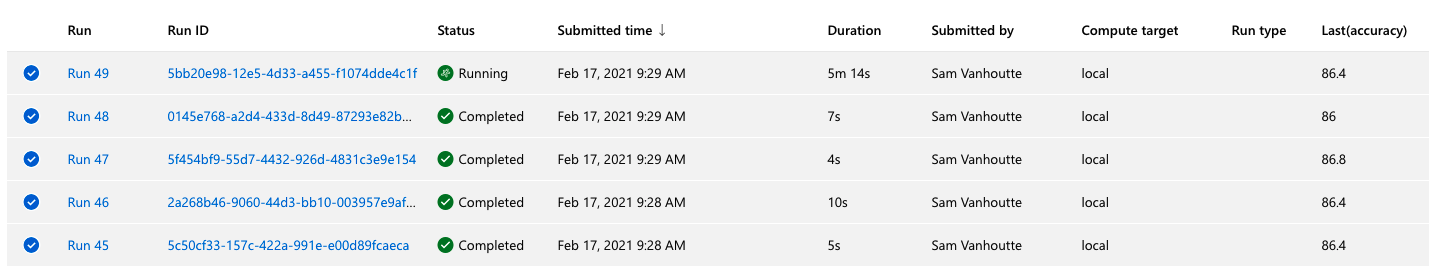 Run Run ID Status Submitted time ↓ Duration Submitted by Compute target Run type Last(accuracy)
Run 49 5bb20e98-12e5-4d33-a455-f1074dde4c1f Running Feb 17, 2021 9:29 AM 5m 14s Sam Vanhoutte local 86.4
Run 48 0145e768-a2d4-433d-8d49-87293e82b... Completed Feb 17, 2021 9:29 AM 7s Sam Vanhoutte local 86
Run 47 5f454bf9-55d7-4432-926d-4831c3e9e154 Completed Feb 17, 2021 9:29 AM 4s Sam Vanhoutte local 86.8
Run 46 2a268b46-9060-44d3-bb10-003957e9af... Completed Feb 17, 2021 9:28 AM 10s Sam Vanhoutte local 86.4
Run 45 5c50cf33-157c-422a-991e-e00d89fcaeca Completed Feb 17, 2021 9:28 AM 5s Sam Vanhoutte local 86.4